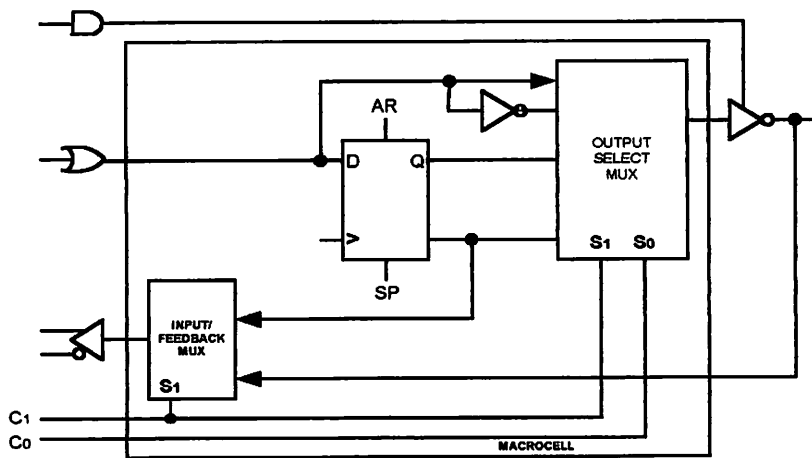 AR
D
Q
>
SP
OUTPUT
SELECT
MUX
S1 S0
INPUT/
FEEDBACK
MUX
S1
C1
C0
MACROCELL